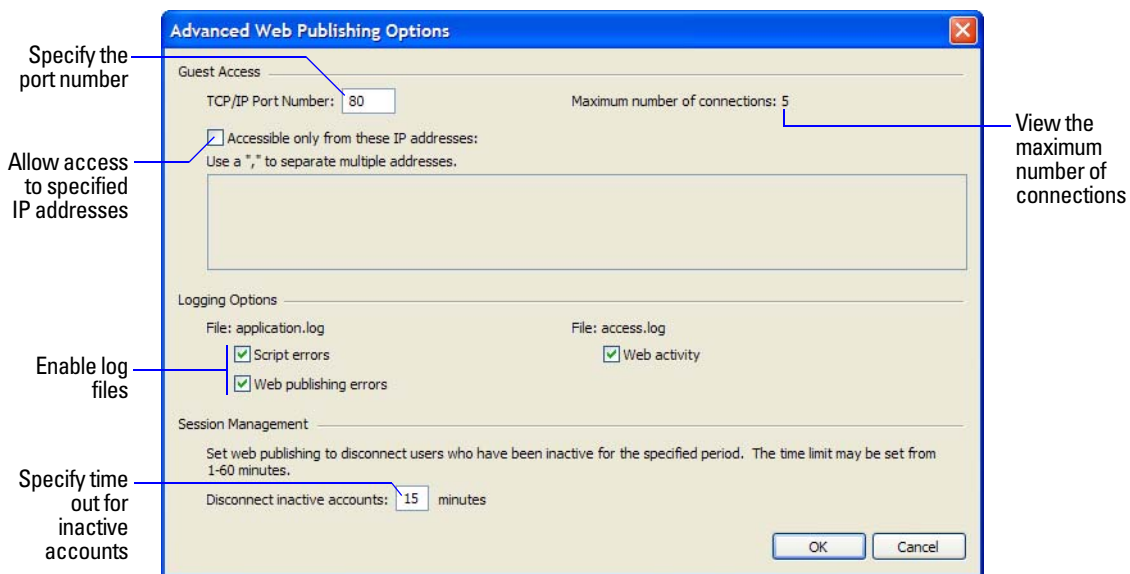 Advanced Web Publishing Options
Specify the
port number
Guest Access
TCP/IP Port Number: 80
Maximum number of connections: 5
View the
maximum
number of
connections
Allow access
to specified
IP addresses
Accessible only from these IP addresses:
Use a "," to separate multiple addresses.
Logging Options
File: application.log
File: access.log
Enable log
files
Script errors
Web activity
Web publishing errors
Session Management
Set web publishing to disconnect users who have been inactive for the specified period. The time limit may be set from
1-60 minutes.
Specify time
out for
inactive
accounts
Disconnect inactive accounts: 15 minutes
OK
Cancel